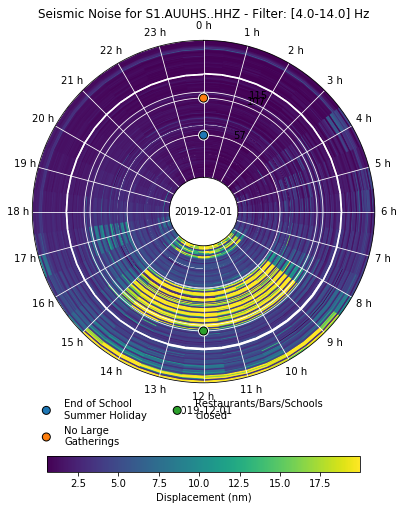 Seismic Noise for S1.AUUHS..HHZ - Filter: [4.0-14.0] Hz
0 h
23 h
1 h
22 h
2 h
21 h
3 h
20 h
4 h
19 h
5 h
57
18 h
2019-12-01
6 h
17 h
7 h
16 h
8 h
15 h
9 h
14 h
10 h
13 h
11 h
12 h
2019-12-01
End of School
Summer Holiday
Restaurants/Bars/Schools
closed
No Large
Gatherings
2.5
5.0
7.5
10.0
12.5
15.0
17.5
Displacement (nm)